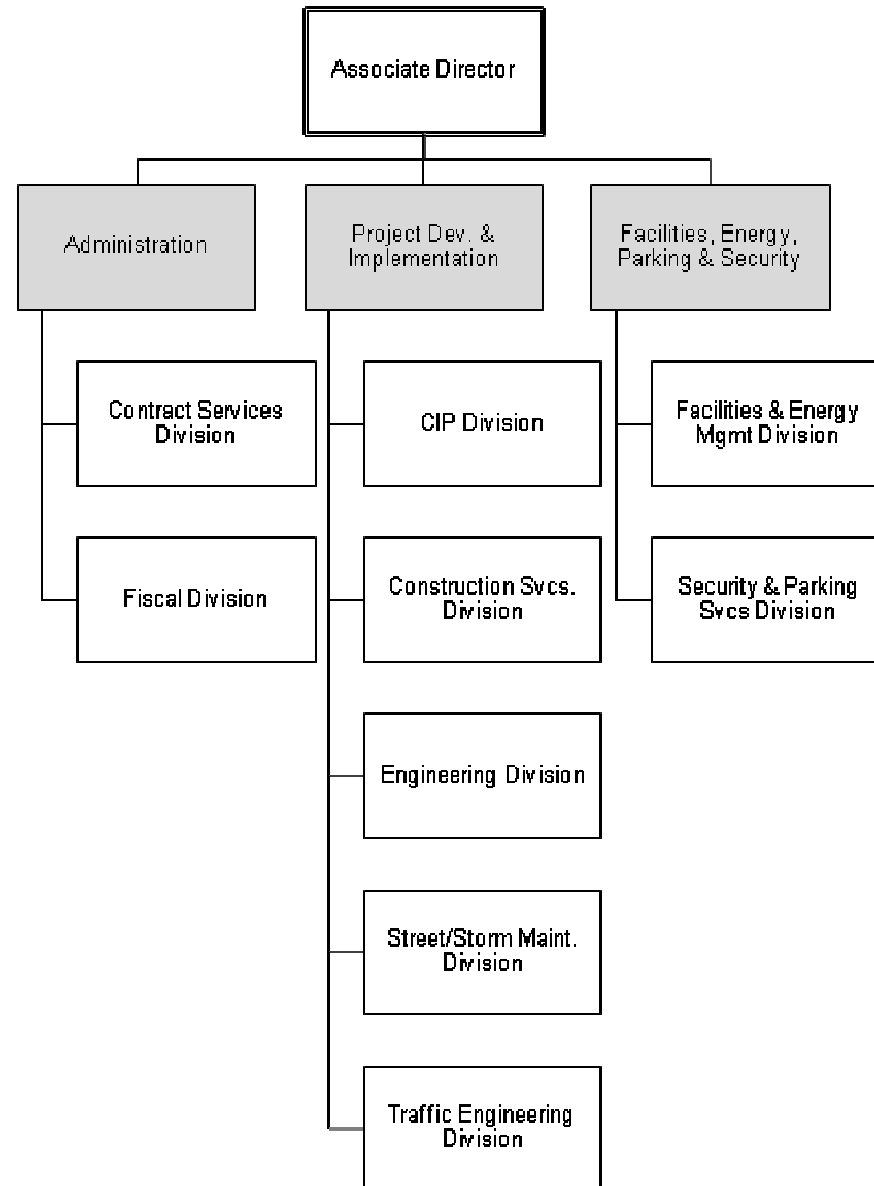 Associate Director
Administration
Project Dev. &
Implementation
Facilities, Energy,
Parking & Security
Contract Services
Division
CIP Division
Facilities & Energy
Mgmt Division
Fiscal Division
Construction Svcs.
Division
Security & Parking
Svcs Division
Engineering Division
Street/Storm Maint.
Division
Traffic Engineering
Division